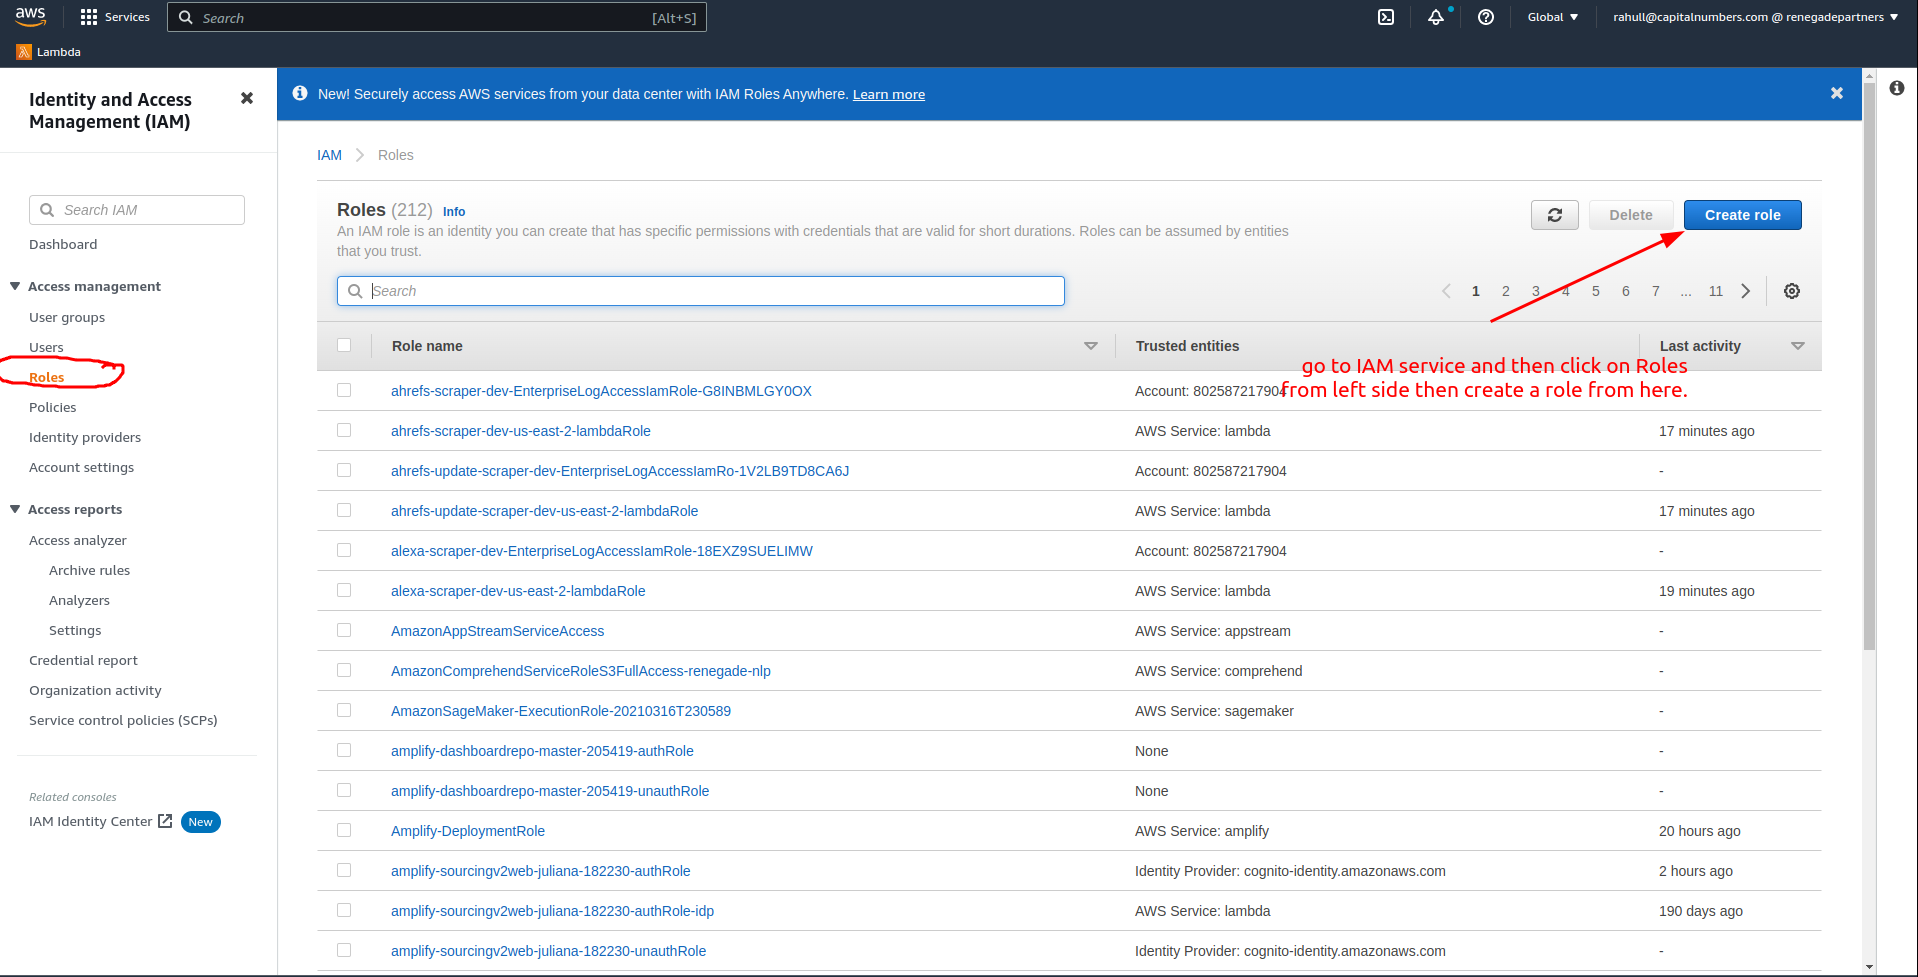 aws
Services
Search
[Alt+S]
Global
rahull@capitalnumbers.com @ renegadepartners
Lambda
Identity and Access
Management (IAM)
Search IAM
Dashboard
Access management
User groups
Users
Roles
Policies
Identity providers
Account settings
Access reports
Access analyzer
Archive rules
Analyzers
Settings
Credential report
Organization activity
Service control policies (SCPs)
Related consoles
IAM Identity Center New
New! Securely access AWS services from your data center with IAM Roles Anywhere. Learn more
IAM Roles
Roles (212) Info
An IAM role is an identity you can create that has specific permissions with credentials that are valid for short durations. Roles can be assumed by entities
that you trust.
Delete
Create role
Search
1 2 3 4 5 6 7 ... 11
Role name Trusted entities Last activity
go to IAM service and then click on Roles
from left side then create a role from here.
ahrefs-scraper-dev-EnterpriseLogAccessIamRole-G8INBMLGY0OX Account: 802587217904
ahrefs-scraper-dev-us-east-2-lambdaRole AWS Service: lambda 17 minutes ago
ahrefs-update-scraper-dev-EnterpriseLogAccessIamRo-1V2LB9TD8CA6J Account: 802587217904 -
ahrefs-update-scraper-dev-us-east-2-lambdaRole AWS Service: lambda 17 minutes ago
alexa-scraper-dev-EnterpriseLogAccessIamRole-18EXZ9SUELIMW Account: 802587217904 -
alexa-scraper-dev-us-east-2-lambdaRole AWS Service: lambda 19 minutes ago
AmazonAppStreamServiceAccess AWS Service: appstream -
AmazonComprehendServiceRoleS3FullAccess-renegade-nlp AWS Service: comprehend -
AmazonSageMaker-ExecutionRole-20210316T230589 AWS Service: sagemaker -
amplify-dashboardrepo-master-205419-authRole None -
amplify-dashboardrepo-master-205419-unauthRole None -
Amplify-DeploymentRole AWS Service: amplify 20 hours ago
amplify-sourcingv2web-juliana-182230-authRole Identity Provider: cognito-identity.amazonaws.com 2 hours ago
amplify-sourcingv2web-juliana-182230-authRole-idp AWS Service: lambda 190 days ago
amplify-sourcingv2web-juliana-182230-unauthRole Identity Provider: cognito-identity.amazonaws.com -